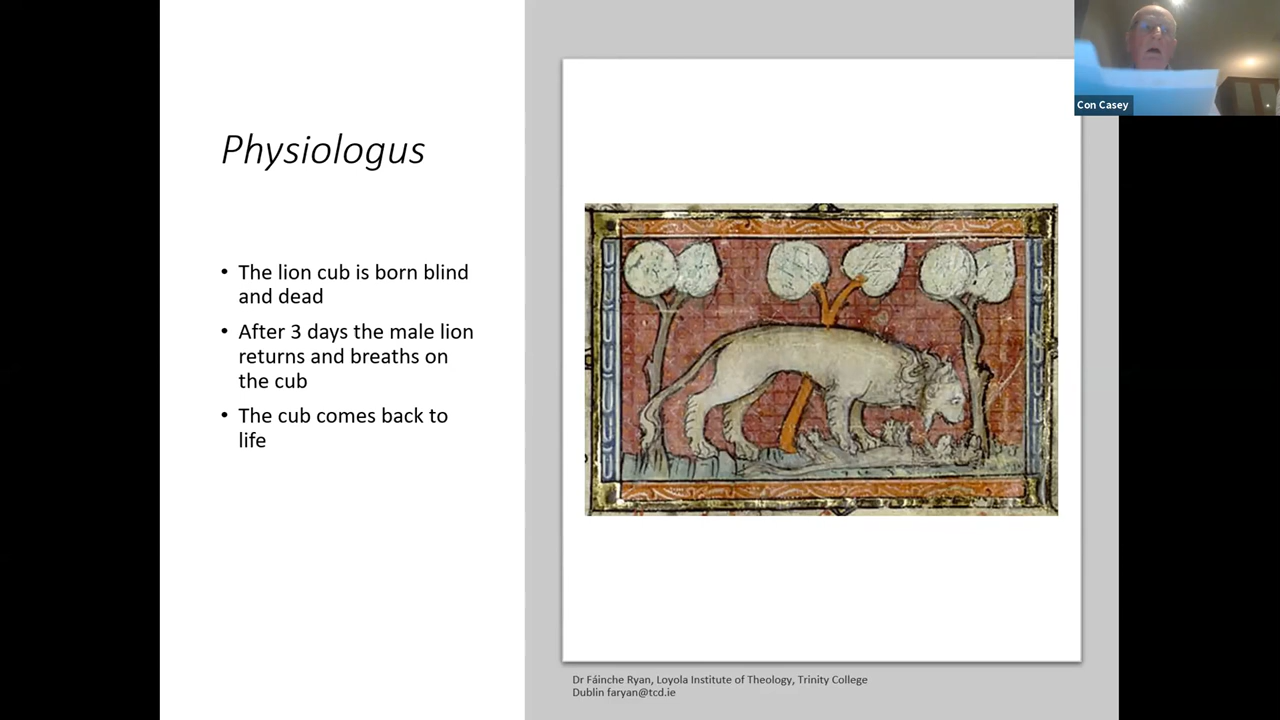 Physiologus
• The lion cub is born blind
and dead
• After 3 days the male lion
returns and breaths on
the cub
• The cub comes back to
life
Con Casey
Dr Fáinche Ryan, Loyola Institute of Theology, Trinity College
Dublin faryan@tcd.ie